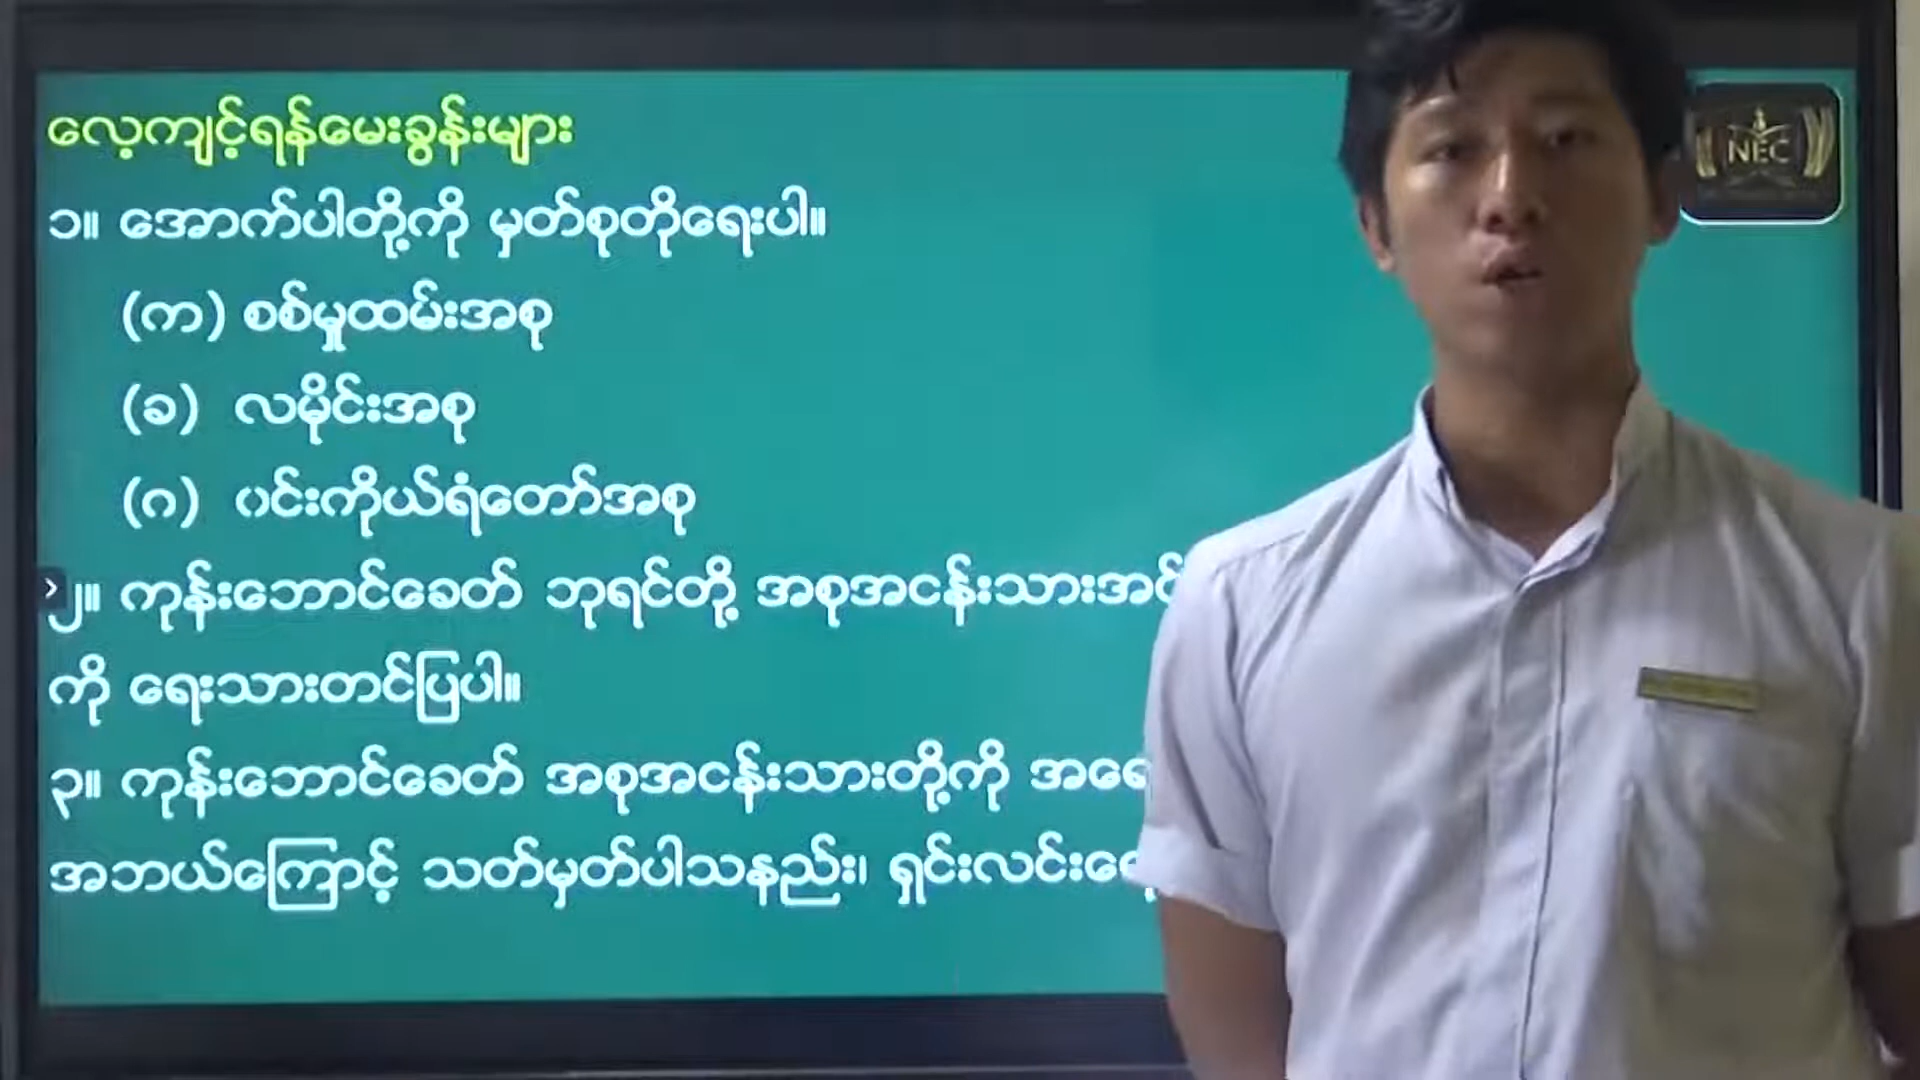 လေ့ကျင့်ရန်မေးခွန်းများ
NEC
၁။ အောက်ပါတို့ကို မှတ်စုတိုရေးပါ။
(က) စစ်မှုထမ်းအစု
(ခ) လမိုင်းအစု
(ဂ) ပင်းကိုယ်ရံတော်အစု
၂။ ကုန်းဘောင်ခေတ် ဘုရင်တို့ အစုအငန်းသား
ကို ရေးသားတင်ပြပါ။
၃။ ကုန်းဘောင်ခေတ် အစုအငန်းသားတို့ကို
အဘယ်ကြောင့် သတ်မှတ်ပါသနည်း၊ ရှင်းလင်း